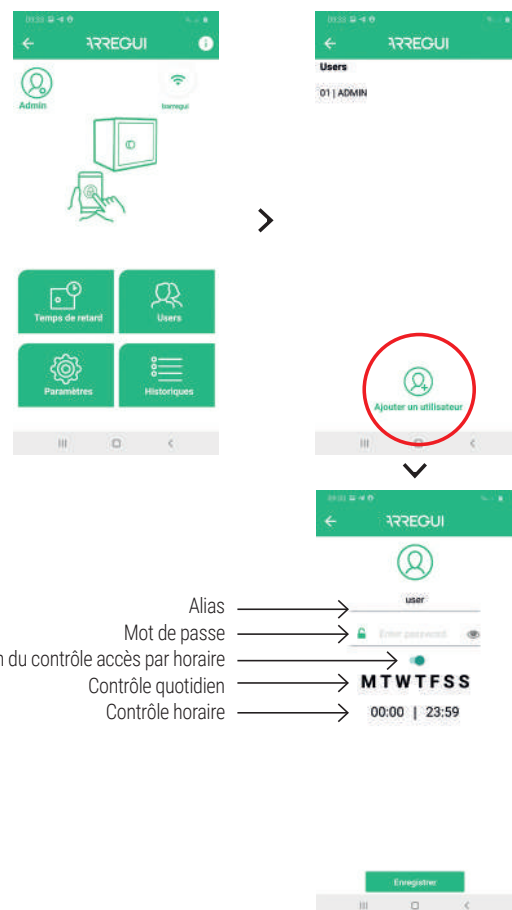 ARREGUI
Admin
Temps de retard
Users
Paramètres
Historiques
ARREGUI
Users
01 | ADMIN
Ajouter un utilisateur
ARREGUI
user
Enter password
M T W T F S S
00:00 | 23:59
Enregistrer
Alias
Mot de passe
du contrôle accès par horaire
Contrôle quotidien
Contrôle horaire